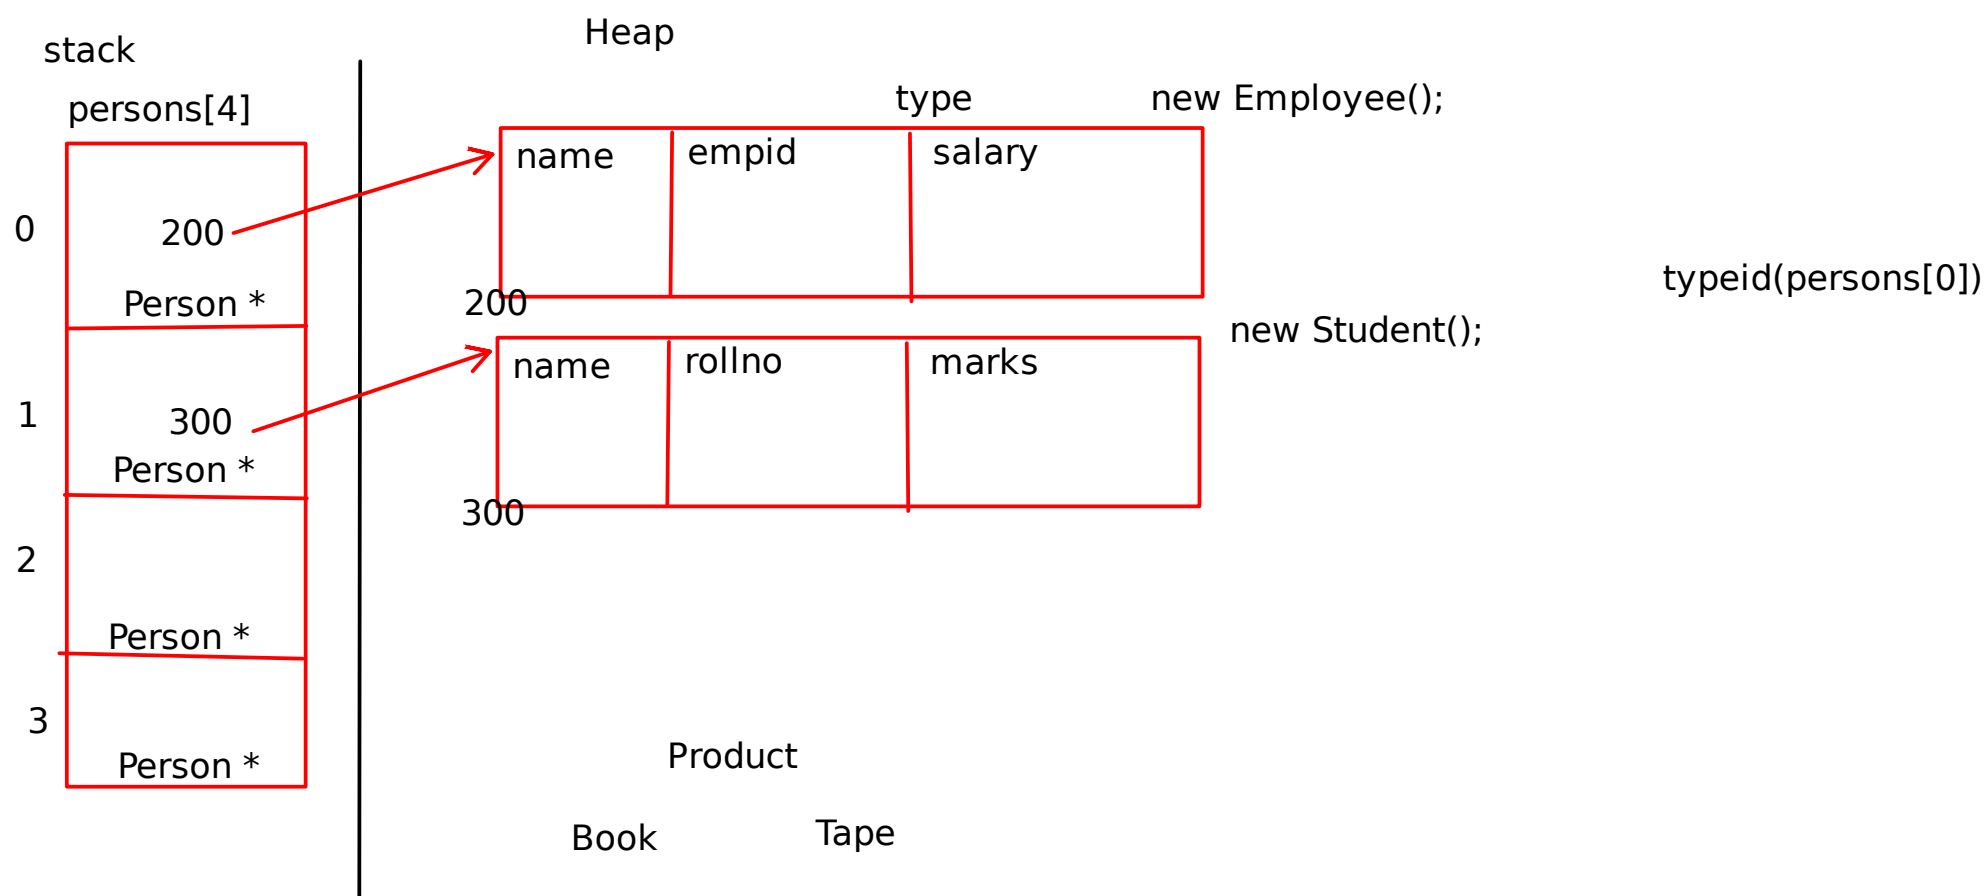 stack
Heap
persons[4]
type
new Employee();
name
empid
salary
0
200
Person *
200
typeid(persons[0])
new Student();
name
rollno
marks
1
300
Person *
300
2
Person *
3
Person *
Product
Book
Tape